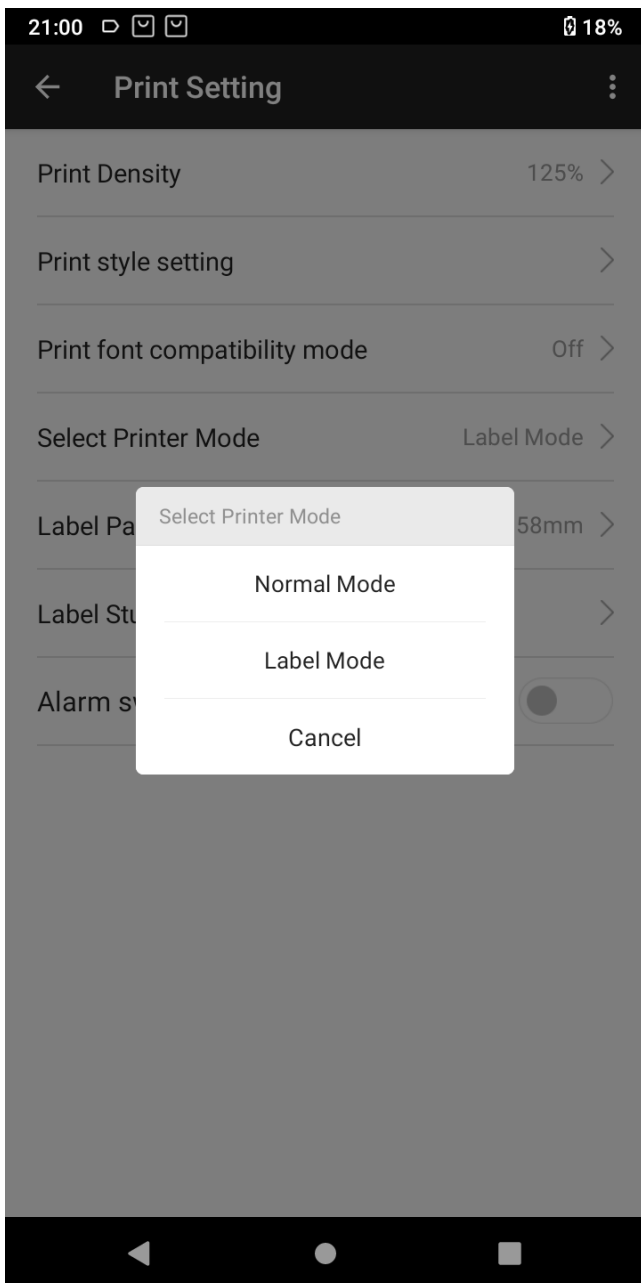 21:00 18%
Print Setting
Print Density 125%
Print style setting
Print font compatibility mode Off
Select Printer Mode Label Mode
Label Pa 58mm
Select Printer Mode
Normal Mode
Label Stu
Label Mode
Alarm
Cancel